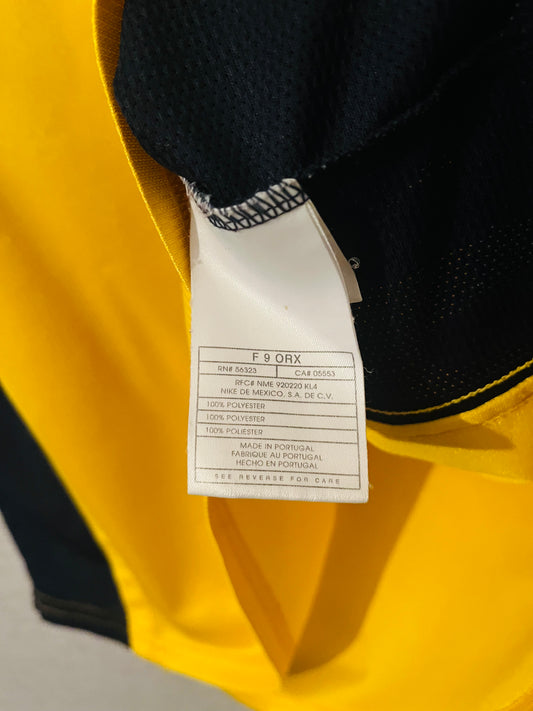 F 9 ORX
RN# 56323 CA# 05553
RFC# NME 920220 KL4
NIKE DE MEXICO, S.A. DE C.V.
100% POLYESTER
100% POLYESTER
100% POLIESTER
MADE IN PORTUGAL
FABRIQUE AU PORTUGAL
HECHO EN PORTUGAL
SEE REVERSE FOR CARE